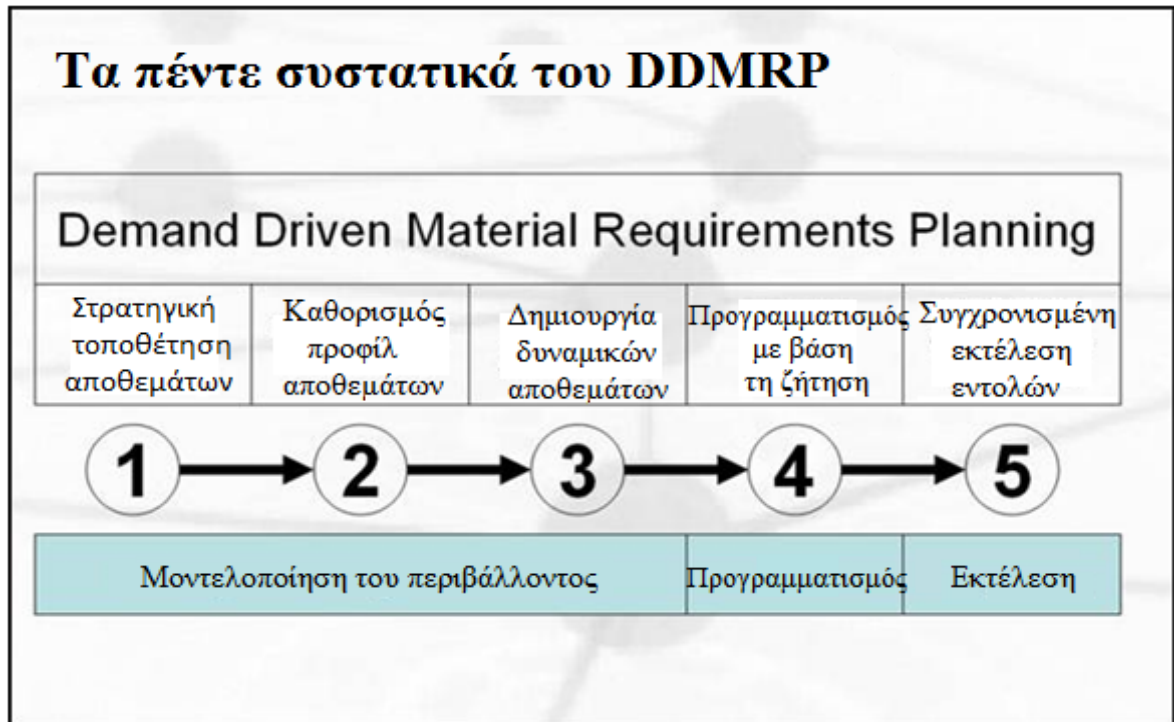 Τα πέντε συστατικά του DDMRP
Demand Driven Material Requirements Planning
Στρατηγική
τοποθέτηση
αποθεμάτων
Καθορισμός
προφίλ
αποθεμάτων
Δημιουργία
δυναμικών
αποθεμάτων
Προγραμματισμός
με βάση
τη ζήτηση
Συγχρονισμένη
εκτέλεση
εντολών
1
2
3
4
5
Μοντελοποίηση του περιβάλλοντος
Προγραμματισμός
Εκτέλεση